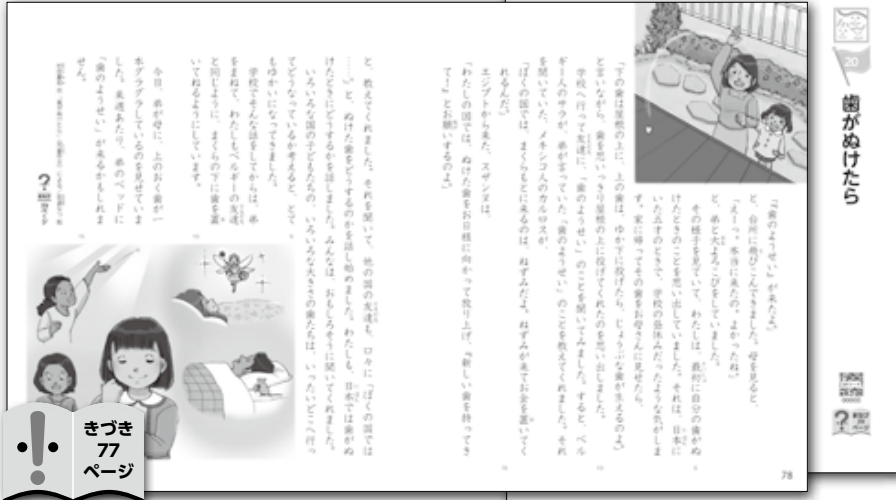 20
歯がぬけたら
「『歯のようせい』が来たよ。」
と、台所に飛びこんできました。母を見ると、
「えーっ、本当に来たの。よかったね。」
と、弟と大よろこびをしていました。
その様子を見ていて、わたしは、最初に自分の歯がぬ
けたときのことを思い出していました。それは、日本に
いた五才のときで、学校の昼休みだったような気がしま
す。家に帰ってその歯をお母さんに見せたら、
「下の歯は屋根の上に、上の歯は、ゆか下に投げたら、じょうぶな歯が生えるのよ。」
と言いながら、歯を思いっきり屋根の上に投げてくれたのを思い出しました。
学校へ行って友達に、「歯のようせい」のことを聞いてみました。すると、ベル
ギー人のサラが、弟が言っていた「歯のようせい」のことを教えてくれました。それ
を聞いていた、メキシコ人のカルロスが、
「ぼくの国では、まくらもとに来るのは、ねずみだよ。ねずみが来てお金を置いてく
れるんだ。」
エジプトから来た、スザンヌは、
「わたしの国では、ぬけた歯をお日様に向かって放り上げ、『新しい歯を持ってき
て！』とお願いするのよ。」
と、教えてくれました。それを聞いて、他の国の友達も、口々に「ぼくの国では
……。」と、ぬけた歯をどうするのかを話し始めました。わたしも、日本では歯がぬ
けたときにどうするかを話しました。みんなは、おもしろそうに聞いてくれました。
いろいろな国の子どもたちの、いろいろな大きさの歯たちは、いったいどこへ行っ
てどうなっているか考えると、とて
もゆかいになってきました。
学校でそんな話をしてからは、弟
をまねて、わたしもベルギーの友達
と同じように、まくらの下に歯を置
いてねるようにしています。
今日、弟が母に、上のおく歯が一
本グラグラしているのを見せていま
した。来週あたり、弟のベッドに
「歯のようせい」が来るかもしれま
せん。
78
きづき
77
ページ